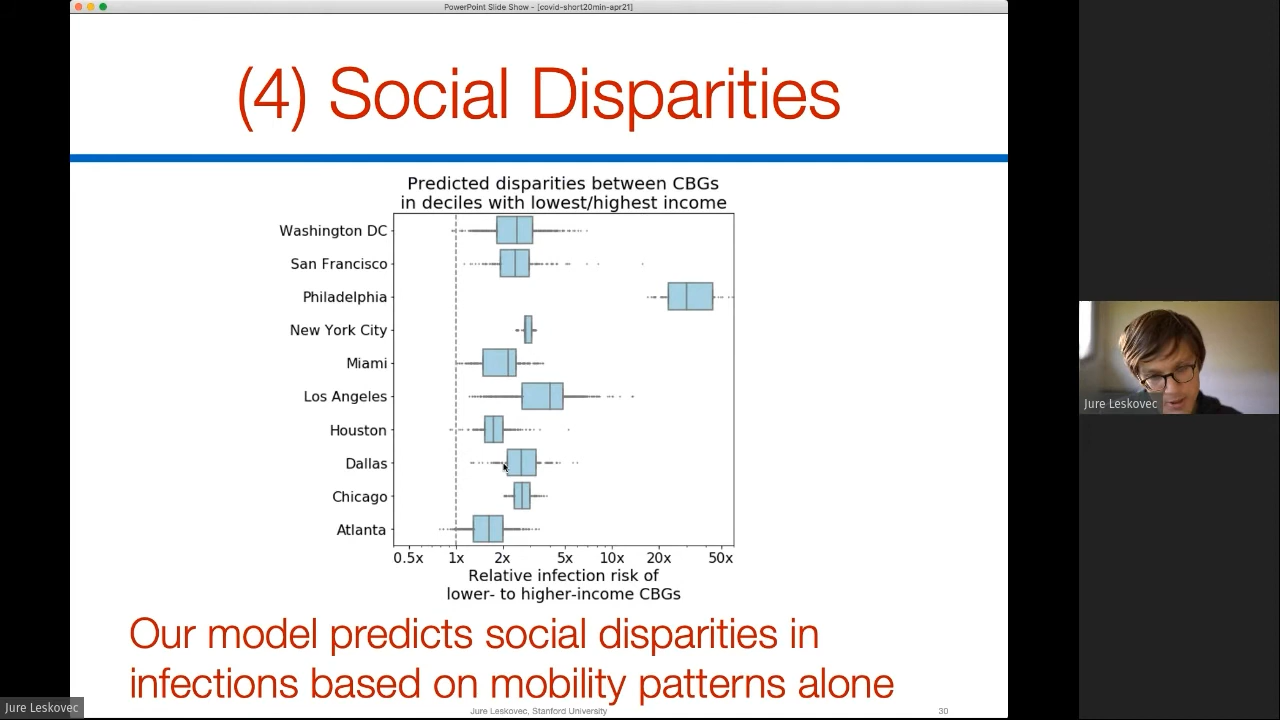 PowerPoint Slide Show - [covid-short20min-apr21]
(4) Social Disparities
Predicted disparities between CBGs
in deciles with lowest/highest income
Washington DC
San Francisco
Philadelphia
New York City
Miami
Los Angeles
Houston
Dallas
Chicago
Atlanta
0.5x 1x 2x 5x 10x 20x 50x
Relative infection risk of
lower- to higher-income CBGs
Our model predicts social disparities in
infections based on mobility patterns alone
Jure Leskovec, Stanford University
30
Jure Leskovec
Jure Leskovec